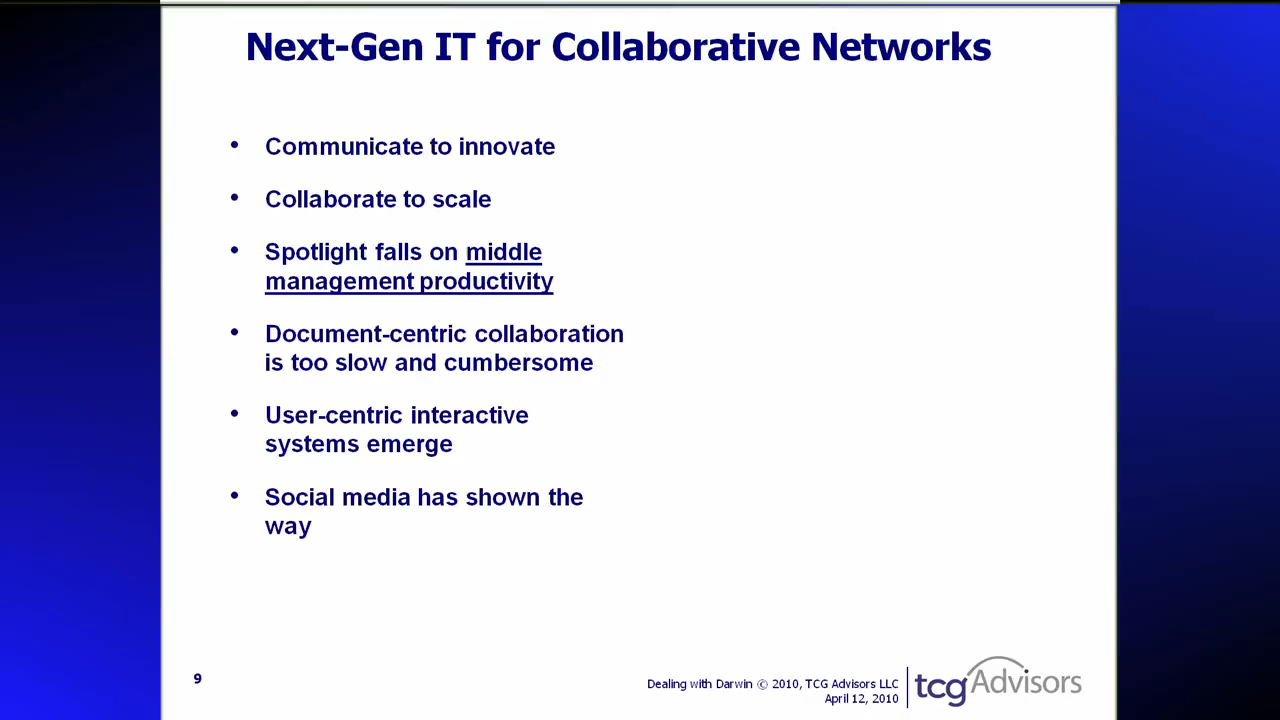 Next-Gen IT for Collaborative Networks
• Communicate to innovate
• Collaborate to scale
• Spotlight falls on middle
management productivity
• Document-centric collaboration
is too slow and cumbersome
• User-centric interactive
systems emerge
• Social media has shown the
way
9
Dealing with Darwin © 2010, TCG Advisors LLC
April 12, 2010
tcgAdvisors